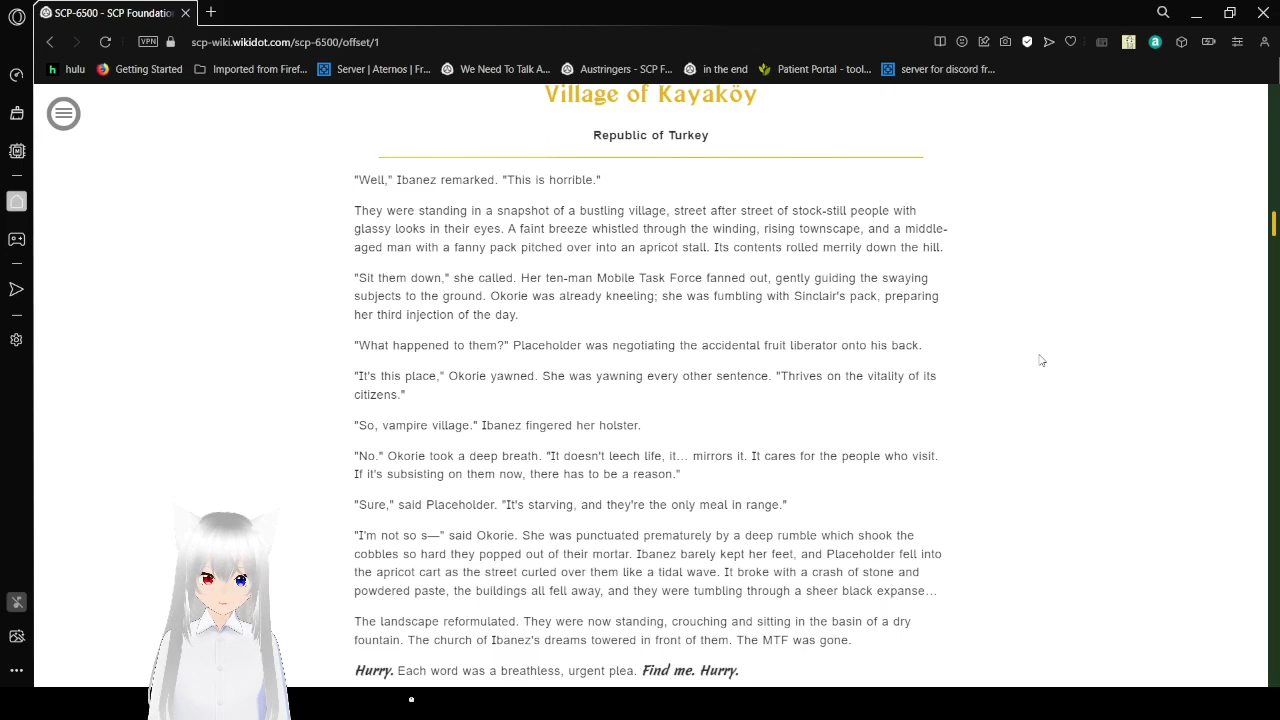 SCP-6500 - SCP Foundatio
VPN
scp-wiki.wikidot.com/scp-6500/offset/1
hulu
Getting Started
Imported from Firef...
Server | Aternos | Fr...
We Need To Talk A...
Austringers - SCP F...
in the end
Patient Portal - tool...
server for discord fr...
Village of Kayaköy
Republic of Turkey
"Well," Ibanez remarked. "This is horrible."
They were standing in a snapshot of a bustling village, street after street of stock-still people with
glassy looks in their eyes. A faint breeze whistled through the winding, rising townscape, and a middle-
aged man with a fanny pack pitched over into an apricot stall. Its contents rolled merrily down the hill.
"Sit them down," she called. Her ten-man Mobile Task Force fanned out, gently guiding the swaying
subjects to the ground. Okorie was already kneeling; she was fumbling with Sinclair's pack, preparing
her third injection of the day.
"What happened to them?" Placeholder was negotiating the accidental fruit liberator onto his back.
"It's this place," Okorie yawned. She was yawning every other sentence. "Thrives on the vitality of its
citizens."
"So, vampire village." Ibanez fingered her holster.
"No." Okorie took a deep breath. "It doesn't leech life, it… mirrors it. It cares for the people who visit.
If it's subsisting on them now, there has to be a reason."
"Sure," said Placeholder. "It's starving, and they're the only meal in range."
"I'm not so s—" said Okorie. She was punctuated prematurely by a deep rumble which shook the
cobbles so hard they popped out of their mortar. Ibanez barely kept her feet, and Placeholder fell into
the apricot cart as the street curled over them like a tidal wave. It broke with a crash of stone and
powdered paste, the buildings all fell away, and they were tumbling through a sheer black expanse…
The landscape reformulated. They were now standing, crouching and sitting in the basin of a dry
fountain. The church of Ibanez's dreams towered in front of them. The MTF was gone.
Hurry. Each word was a breathless, urgent plea. Find me. Hurry.